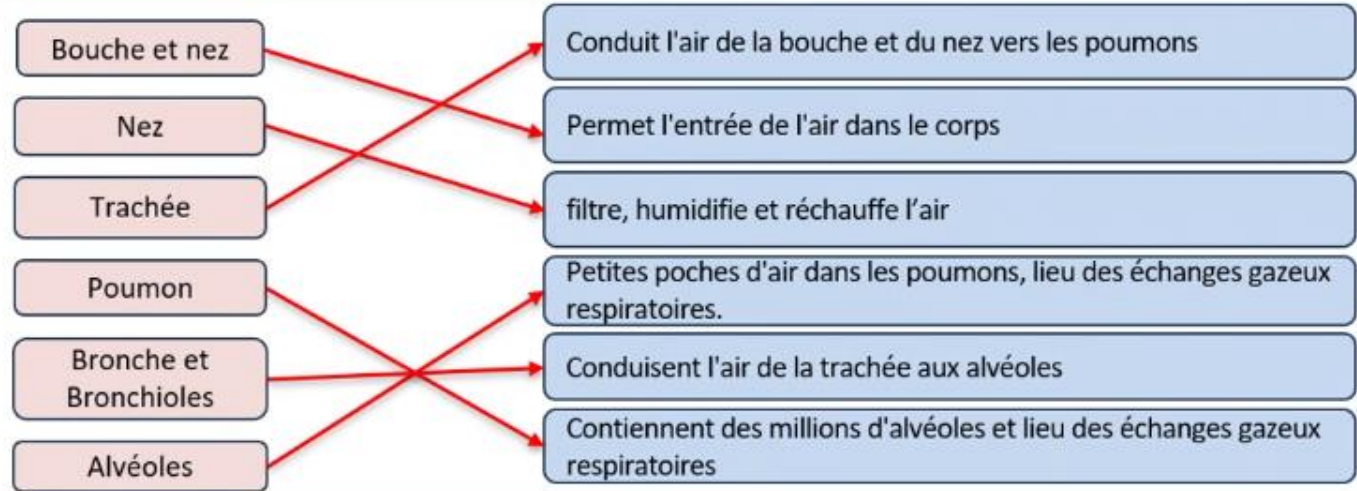 Bouche et nez
Conduit l'air de la bouche et du nez vers les poumons
Nez
Permet l'entrée de l'air dans le corps
Trachée
filtre, humidifie et réchauffe l’air
Poumon
Petites poches d'air dans les poumons, lieu des échanges gazeux
respiratoires.
Bronche et
Bronchioles
Conduisent l'air de la trachée aux alvéoles
Alvéoles
Contiennent des millions d'alvéoles et lieu des échanges gazeux
respiratoires